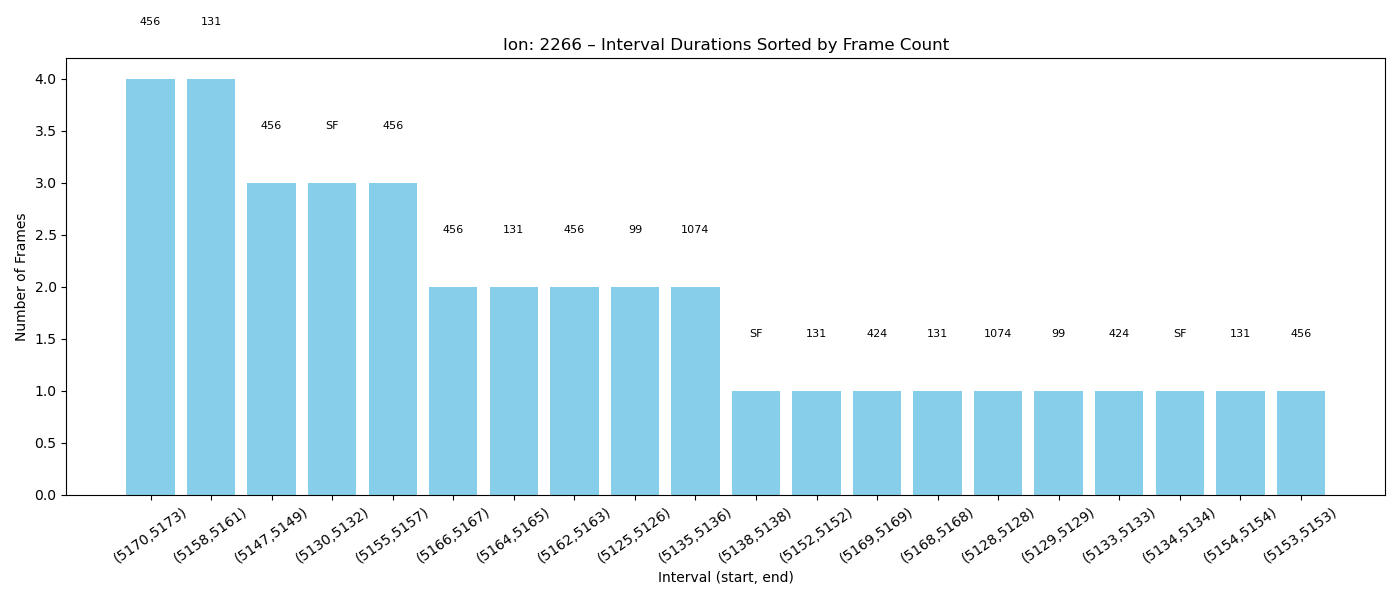 456 131
Ion: 2266 – Interval Durations Sorted by Frame Count
4.0
3.5
3.0
2.5
2.0
1.5
1.0
0.5
0.0
Number of Frames
456 SF 456
456 131 456 99 1074
SF 131 424 131 1074 99 424 SF 131 456
(5170,5173) (5158,5161) (5147,5149) (5130,5132) (5155,5157) (5166,5167) (5164,5165) (5162,5163) (5125,5126) (5135,5136) (5138,5138) (5152,5152) (5169,5169) (5168,5168) (5128,5128) (5129,5129) (5133,5133) (5134,5134) (5154,5154) (5153,5153)
Interval (start, end)